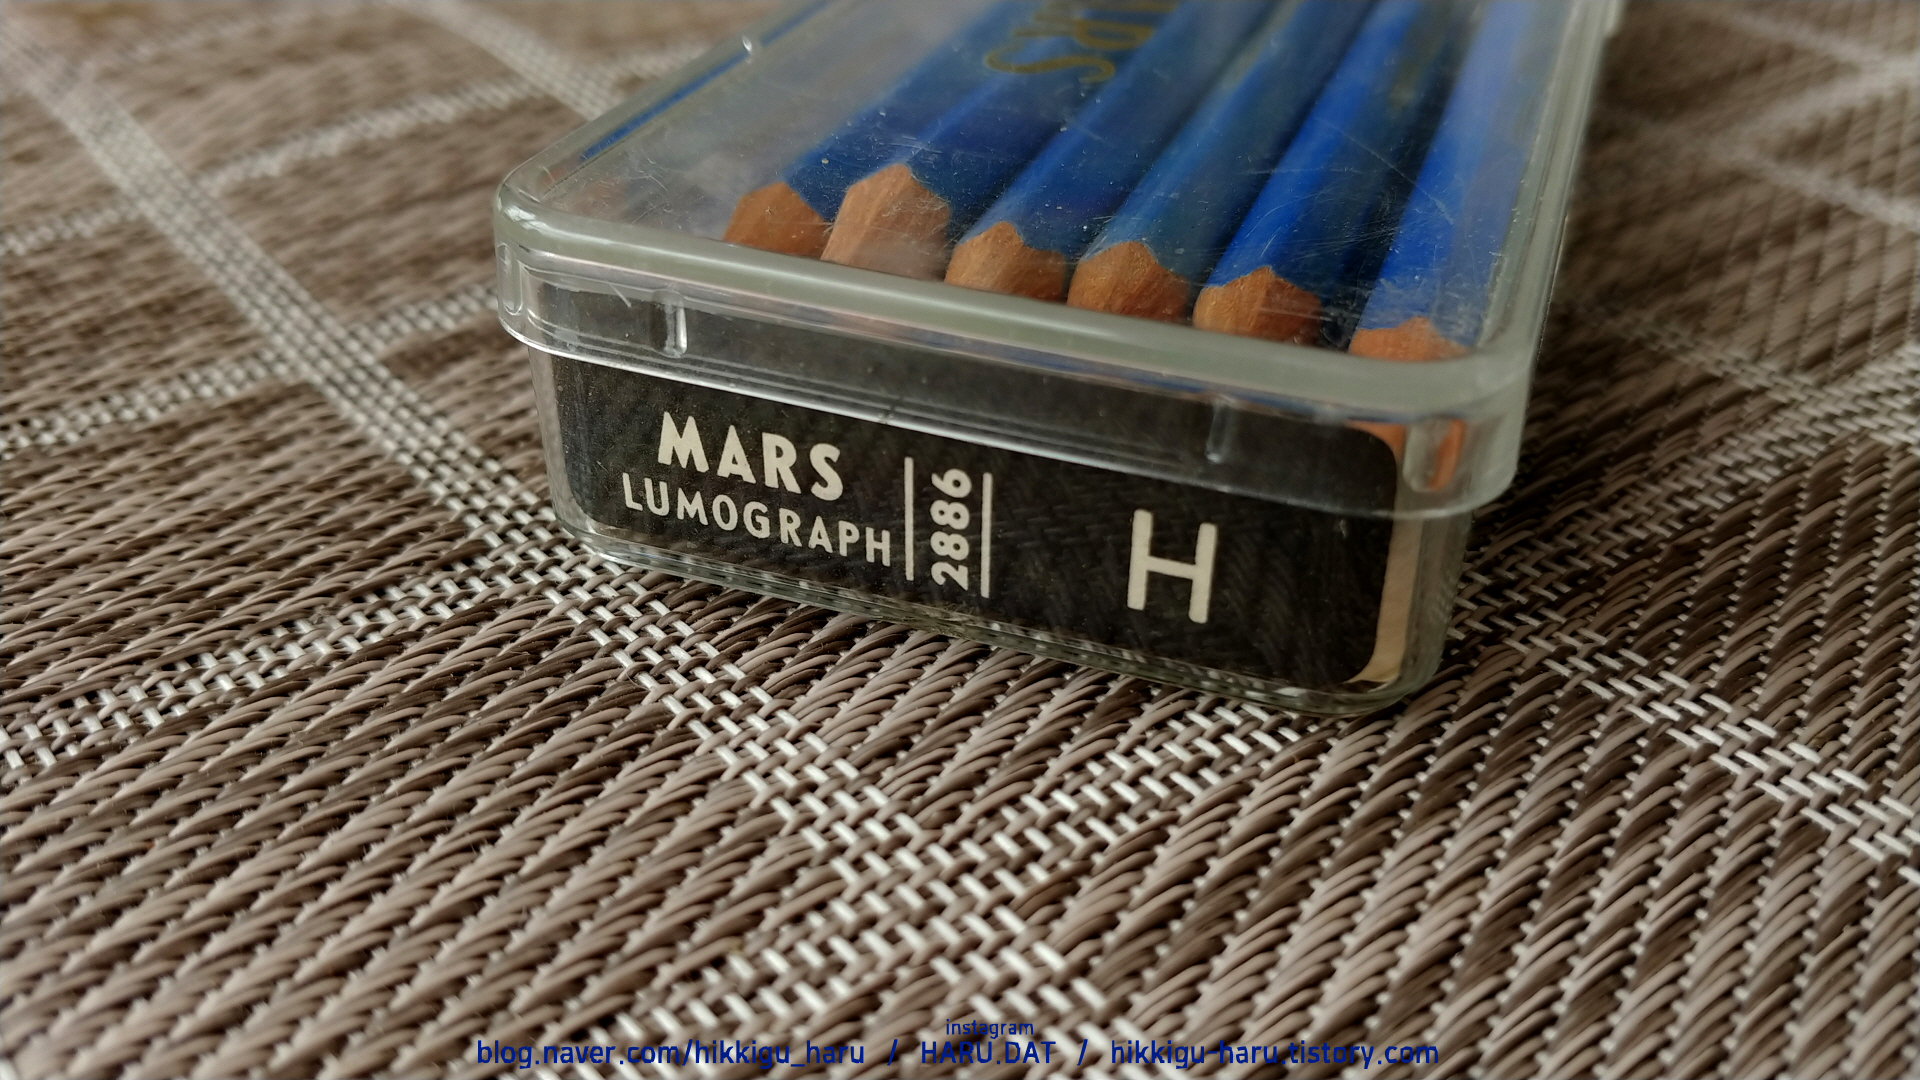 MARS
LUMOGRAPH
2886
H
instagram
blog.naver.com/hikkigu_haru / HARU.DAT / hikkigu-haru.tistory.com